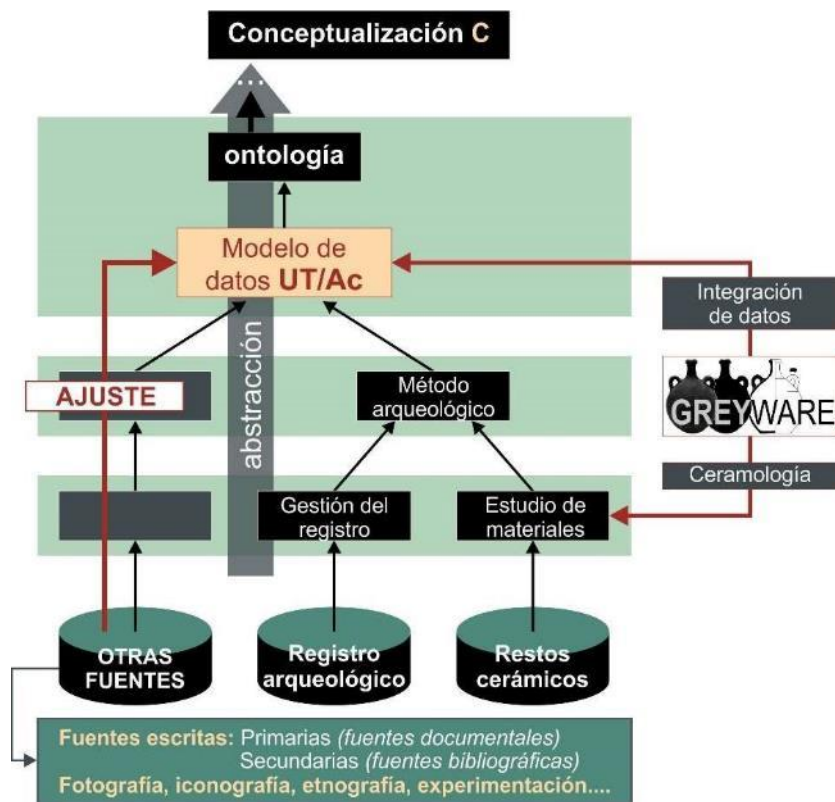 Conceptualización C
...
ontología
Modelo de
datos UT/Ac
Integración
de datos
abstracción
AJUSTE
Método
arqueológico
GREYWARE
Ceramología
Gestión del
registro
Estudio de
materiales
OTRAS
FUENTES
Registro
arqueológico
Restos
cerámicos
Fuentes escritas: Primarias (fuentes documentales)
Secundarias (fuentes bibliográficas)
Fotografía, iconografía, etnografía, experimentación....